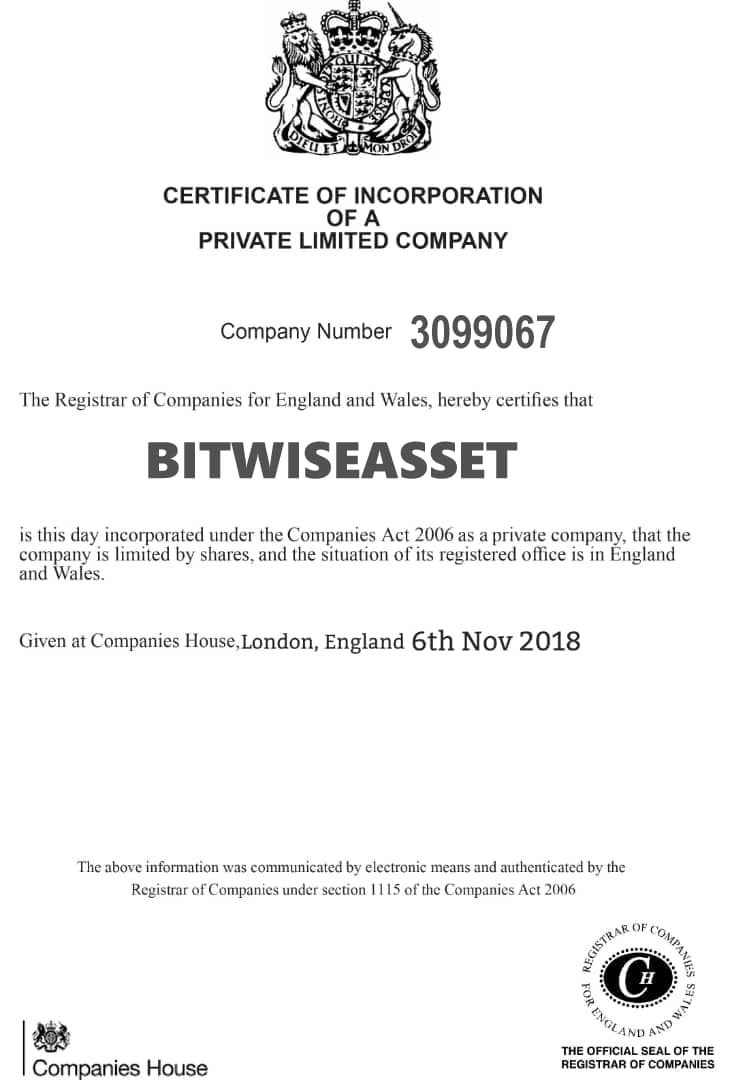 QUI M
PENSE
HONI
DIEU ET MON DROIT
CERTIFICATE OF INCORPORATION
OF A
PRIVATE LIMITED COMPANY
Company Number 3099067
The Registrar of Companies for England and Wales, hereby certifies that
BITWISEASSET
is this day incorporated under the Companies Act 2006 as a private company, that the
company is limited by shares, and the situation of its registered office is in England
and Wales.
Given at Companies House,London, England 6th Nov 2018
The above information was communicated by electronic means and authenticated by the
Registrar of Companies under section 1115 of the Companies Act 2006
REGISTRAR OF COMPANIES
FOR ENGLAND AND WALES
CH
THE OFFICIAL SEAL OF THE
REGISTRAR OF COMPANIES
Companies House